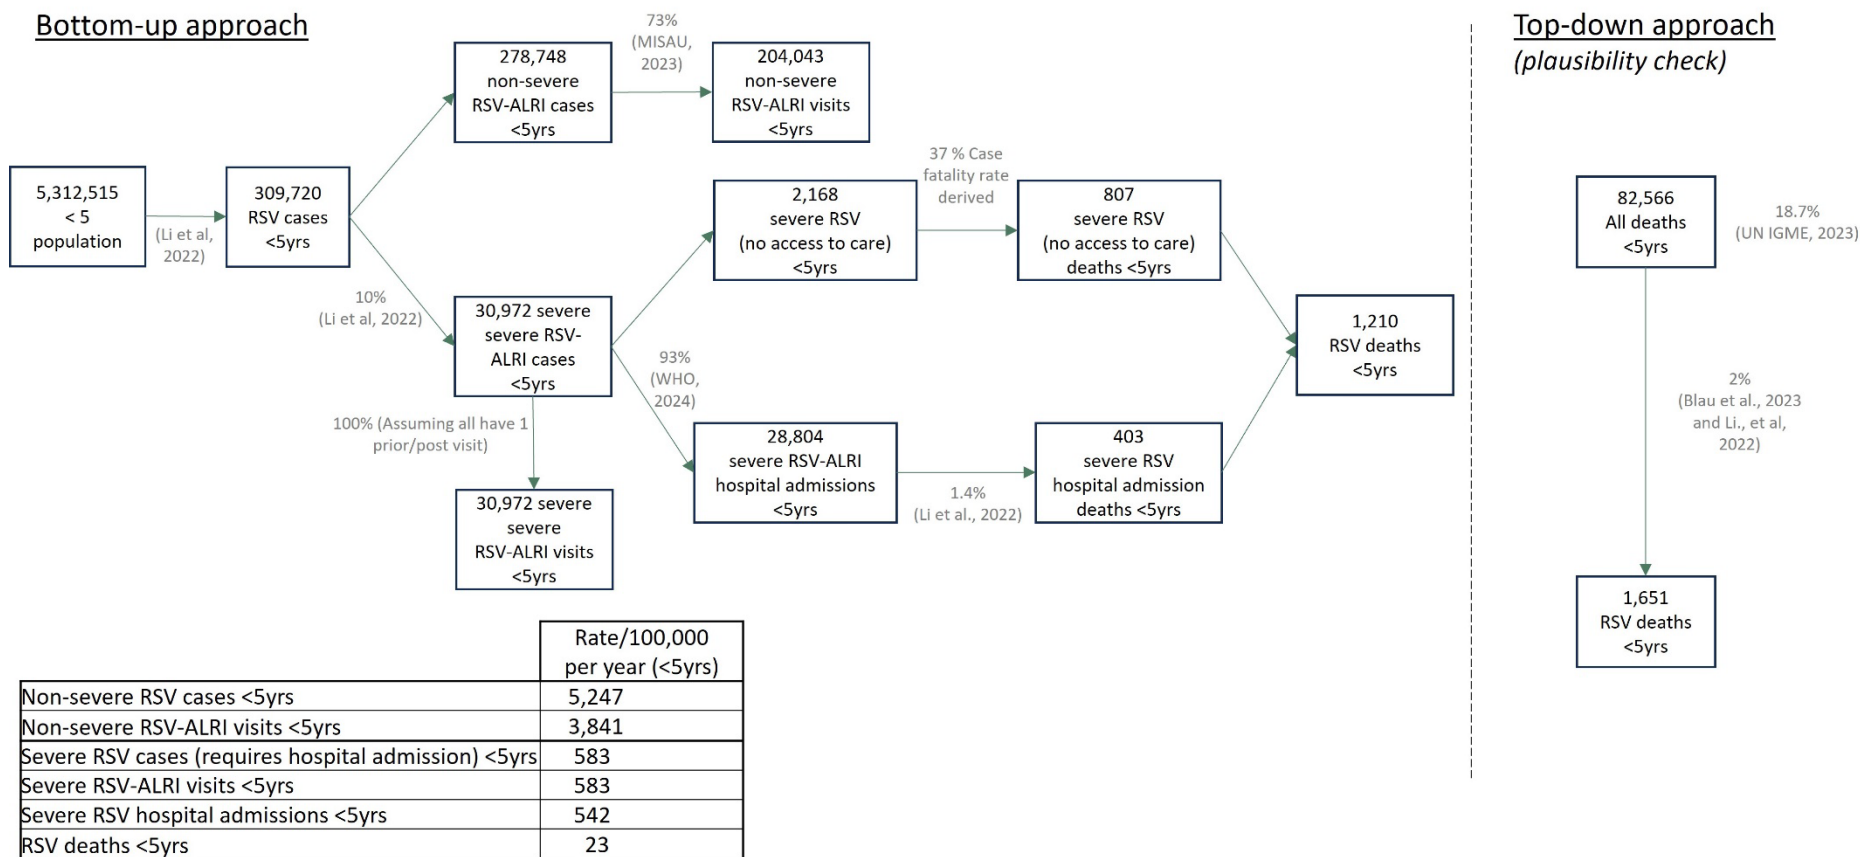 Bottom-up approach
Top-down approach
(plausibility check)
5,312,515
< 5
population
(Li et al,
2022)
309,720
RSV cases
<5yrs
278,748
non-severe
RSV-ALRI cases
<5yrs
73%
(MISAU,
2023)
204,043
non-severe
RSV-ALRI visits
<5yrs
10%
(Li et al, 2022)
30,972 severe
severe RSV-
ALRI cases
<5yrs
100% (Assuming all have 1
prior/post visit)
30,972 severe
severe
RSV-ALRI visits
<5yrs
2,168
severe RSV
(no access to care)
<5yrs
37 % Case
fatality rate
derived
807
severe RSV
(no access to care)
deaths <5yrs
93%
(WHO,
2024)
28,804
severe RSV-ALRI
hospital admissions
<5yrs
1.4%
(Li et al., 2022)
403
severe RSV
hospital admission
deaths <5yrs
1,210
RSV deaths
<5yrs
82,566
All deaths
<5yrs
18.7%
(UN IGME, 2023)
2%
(Blau et al., 2023
and Li., et al,
2022)
1,651
RSV deaths
<5yrs
Rate/100,000
per year (<5yrs)
Non-severe RSV cases <5yrs 5,247
Non-severe RSV-ALRI visits <5yrs 3,841
Severe RSV cases (requires hospital admission) <5yrs 583
Severe RSV-ALRI visits <5yrs 583
Severe RSV hospital admissions <5yrs 542
RSV deaths <5yrs 23